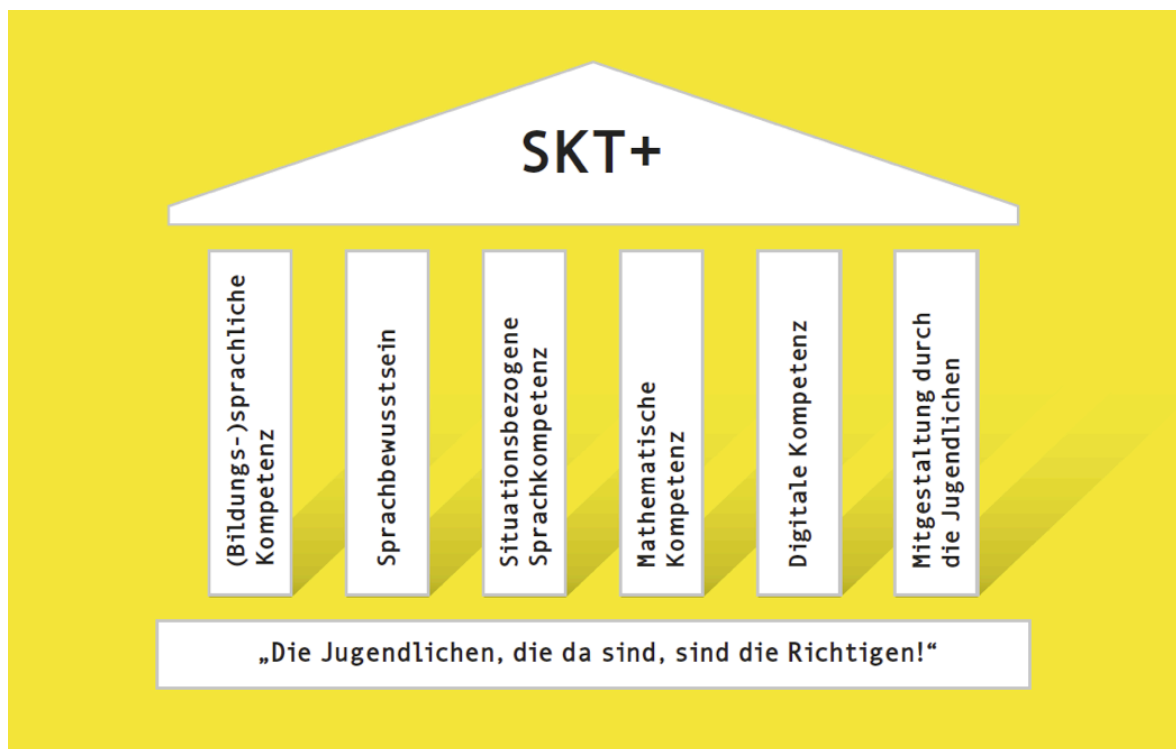 SKT+
(Bildungs-)sprachliche
Kompetenz
Sprachbewusstsein
Situationsbezogene
Sprachkompetenz
Mathematische
Kompetenz
Digitale Kompetenz
Mitgestaltung durch
die Jugendlichen
„Die Jugendlichen, die da sind, sind die Richtigen!“